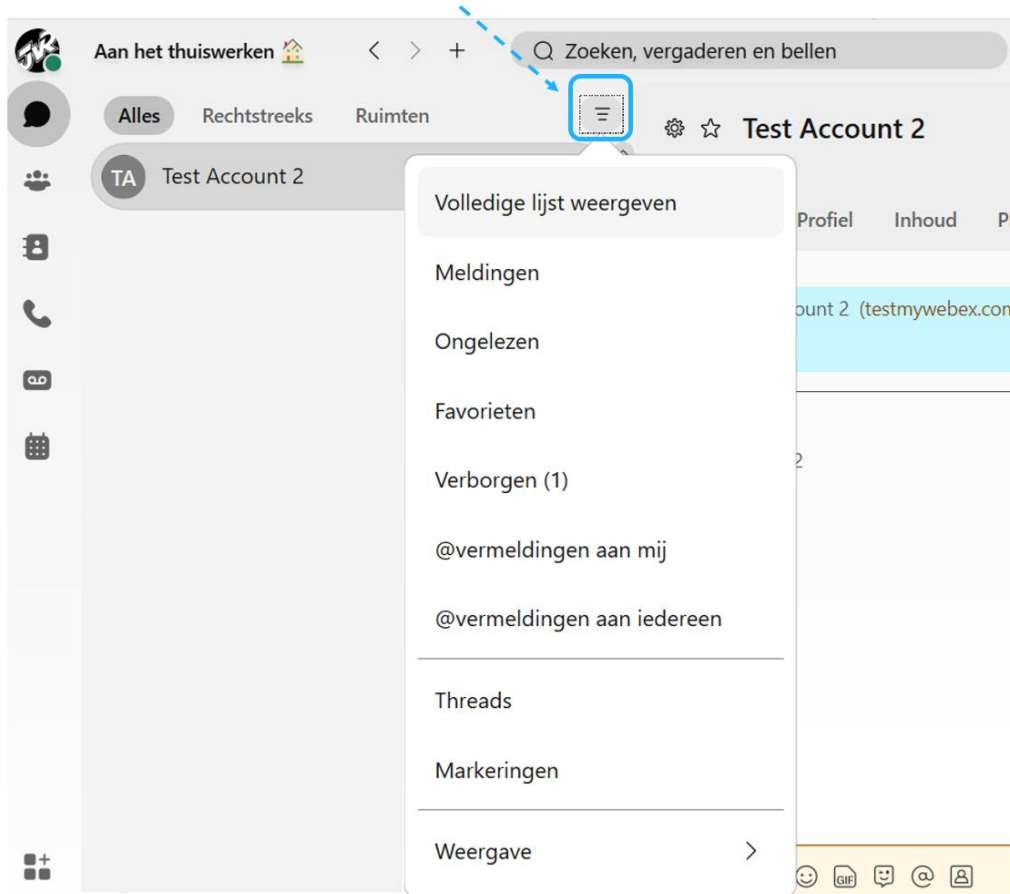 Aan het thuiswerken
Zoeken, vergaderen en bellen
Alles Rechtstreeks Ruimten
Test Account 2
TA Test Account 2
Profiel Inhoud P
ount 2 (testmywebex.com
2
Volledige lijst weergeven
Meldingen
Ongelezen
Favorieten
Verborgen (1)
@vermeldingen aan mij
@vermeldingen aan iedereen
Threads
Markeringen
Weergave
GIF